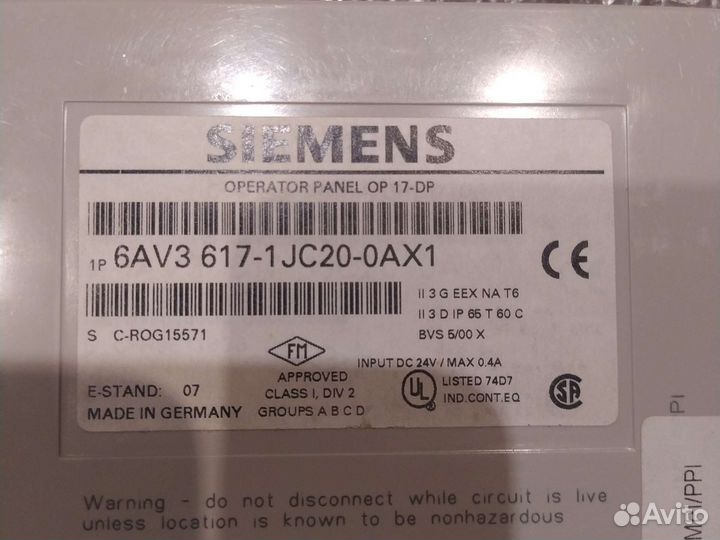 SIEMENS
OPERATOR PANEL OP 17-DP
1P 6AV3 617-1JC20-0AX1
CE
II 3 G EEX NA T6
II 3 D IP 65 T 60 C
BVS 5/00 X
S C-ROG15571
FM
APPROVED
CLASS I, DIV 2
GROUPS A B C D
INPUT DC 24V / MAX 0.4A
UL
LISTED 74D7
IND.CONT.EQ
SA
E-STAND: 07
MADE IN GERMANY
Warning - do not disconnect while circuit is live
unless location is known to be nonhazardous
MPI/PPI
PI
Avito